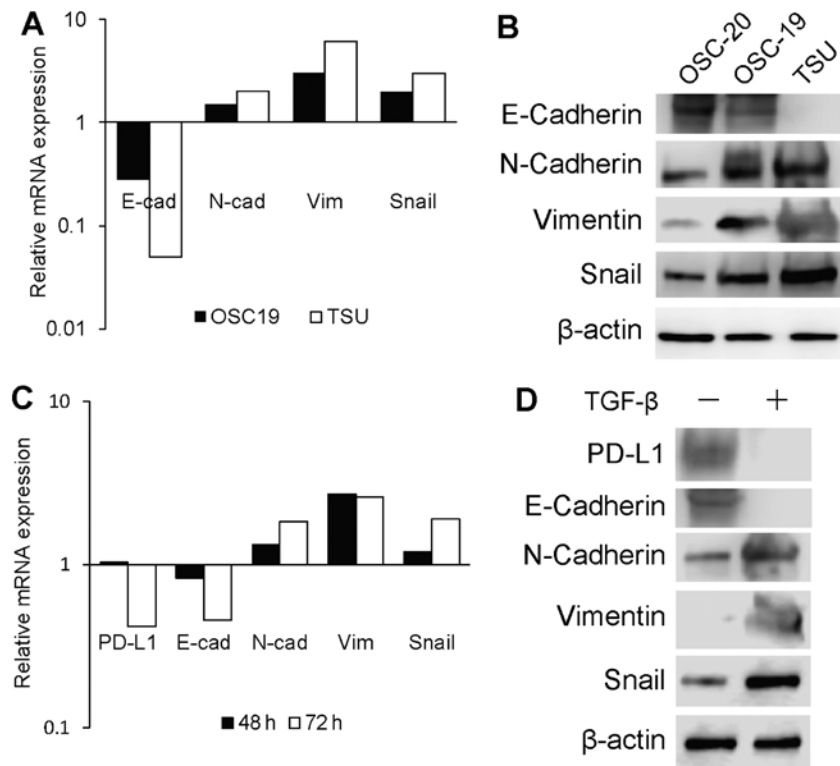 A
Relative mRNA expression
10
1
0.1
0.01
E-cad N-cad Vim Snail
OSC19 TSU
B
OSC-20 OSC-19 TSU
E-Cadherin
N-Cadherin
Vimentin
Snail
β-actin
C
Relative mRNA expression
10
1
0.1
PD-L1 E-cad N-cad Vim Snail
48 h 72 h
D
TGF-β − +
PD-L1
E-Cadherin
N-Cadherin
Vimentin
Snail
β-actin